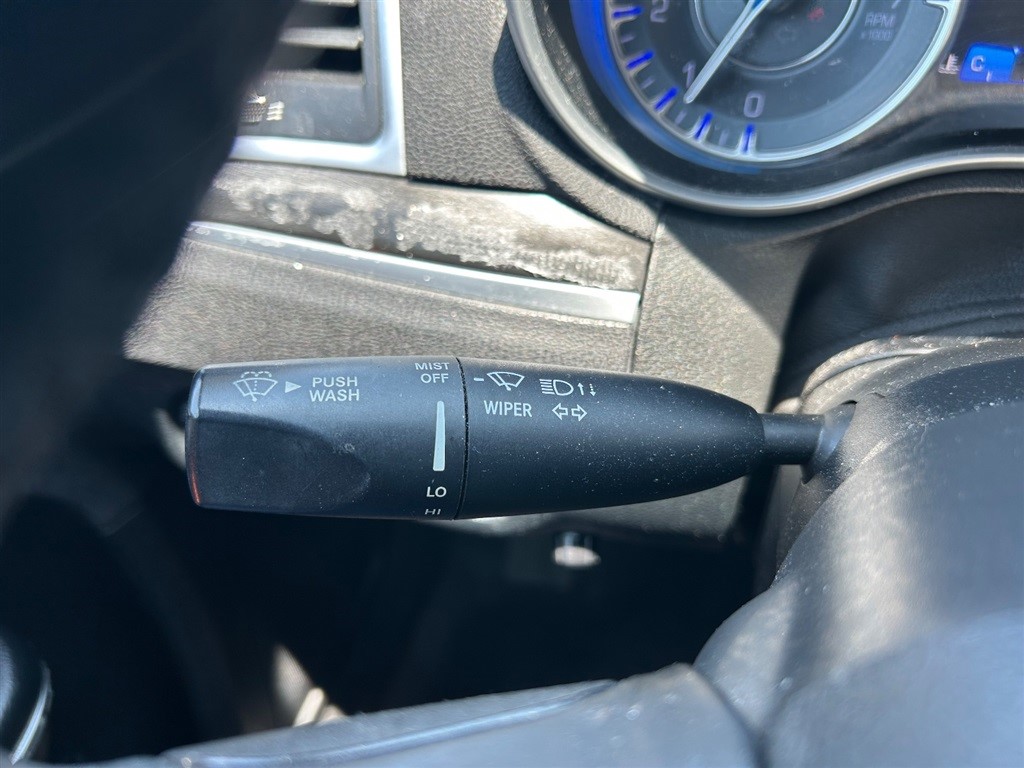 2
1
0
RPM
x1000
C
MIST
OFF
PUSH
WASH
WIPER
LO
HI